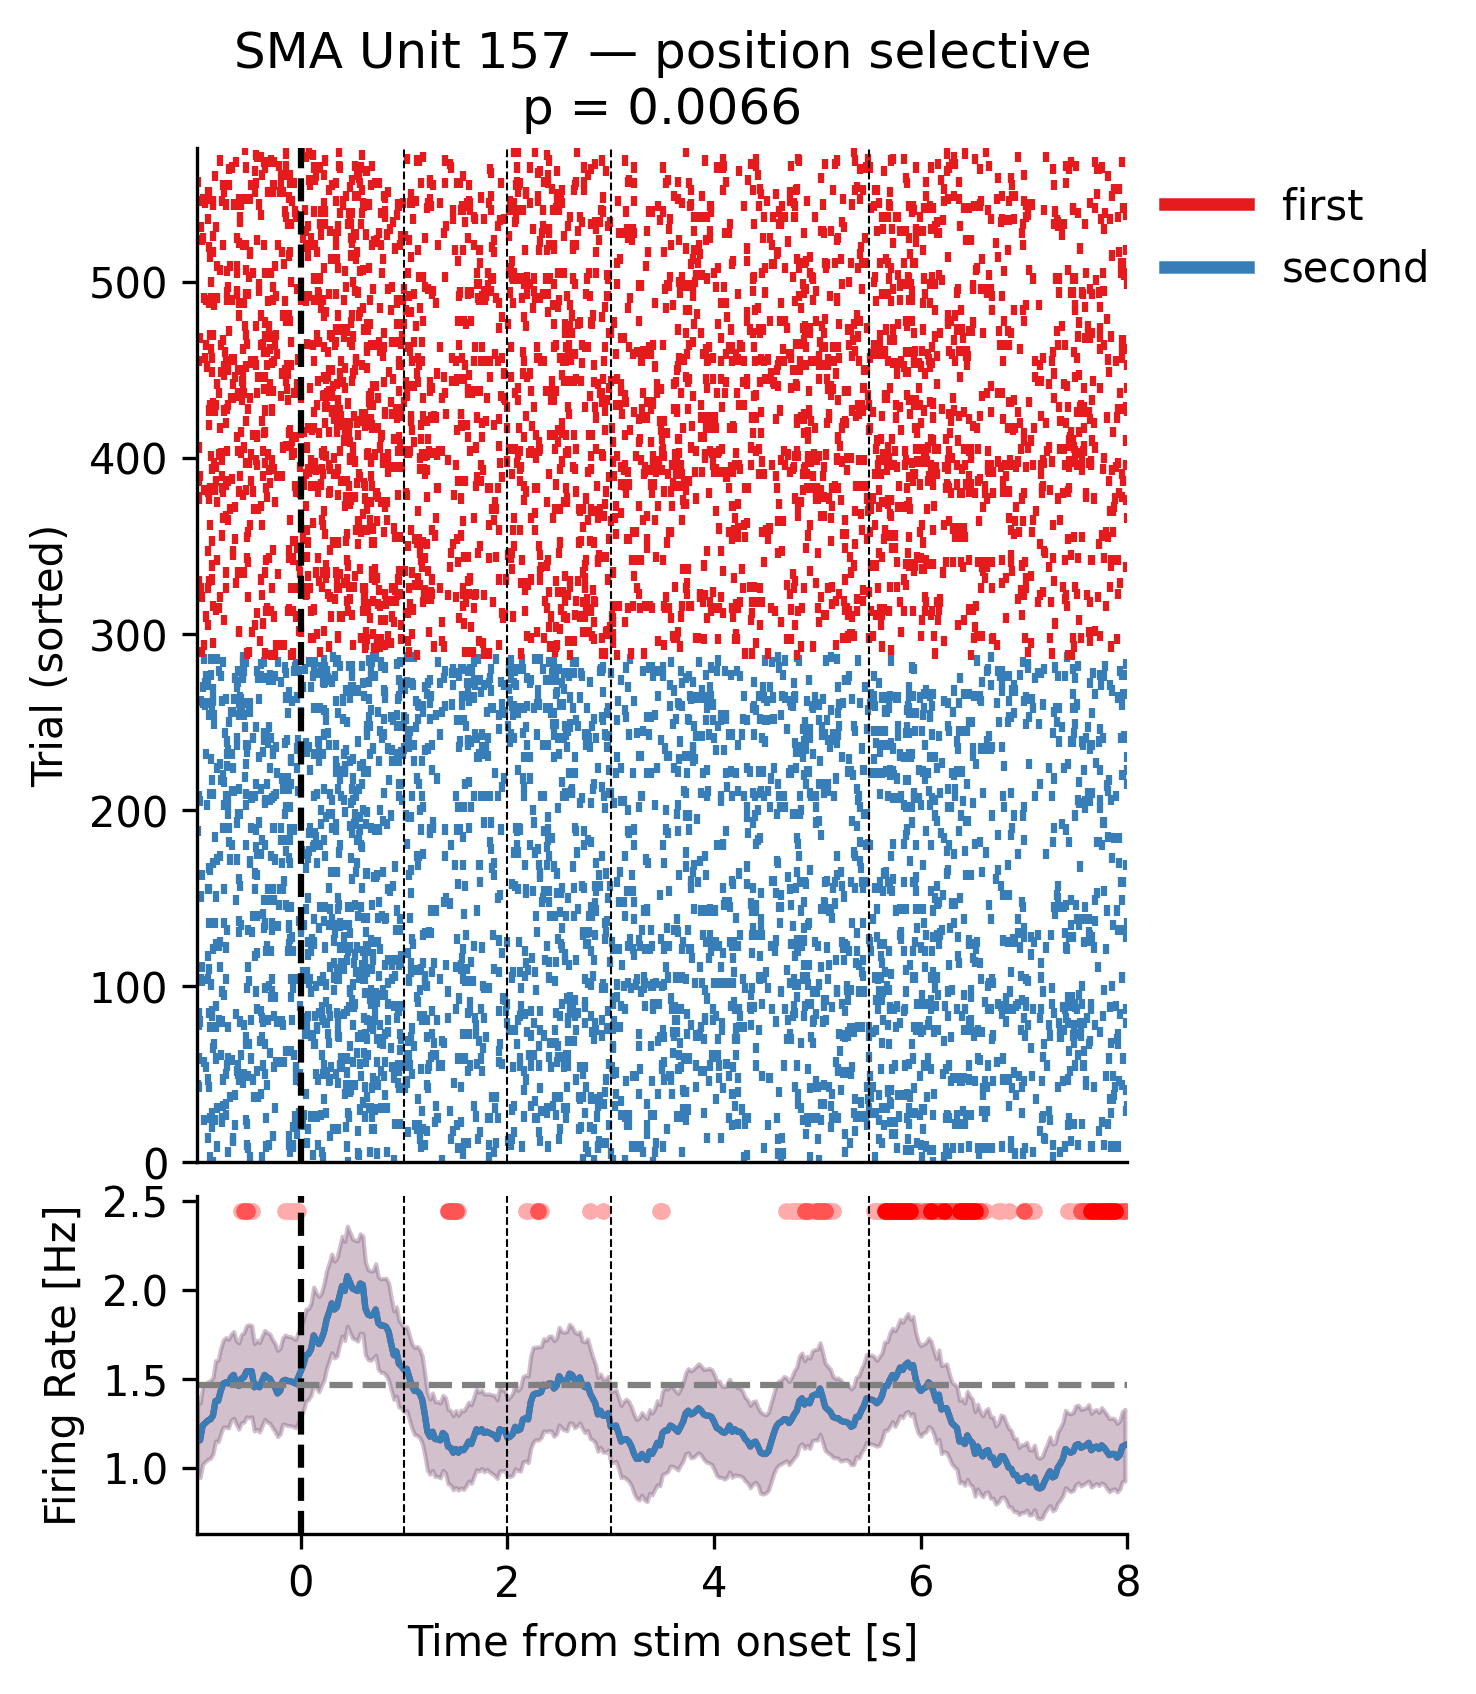 SMA Unit 157 — position selective
p = 0.0066
first
second
Trial (sorted)
500
400
300
200
100
0
Firing Rate [Hz]
2.5
2.0
1.5
1.0
0
2
4
6
8
Time from stim onset [s]